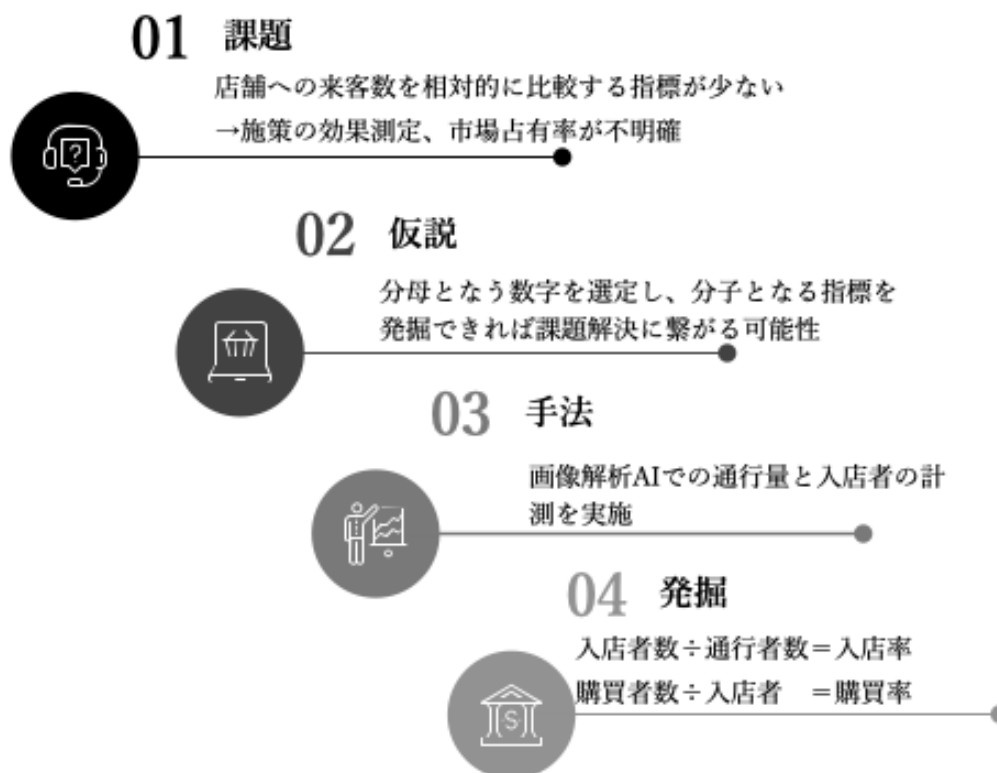 01 課題
店舗への来客数を相対的に比較する指標が少ない
→施策の効果測定、市場占有率が不明確
?
02 仮説
分母となう数字を選定し、分子となる指標を
発掘できれば課題解決に繋がる可能性
03 手法
画像解析AIでの通行量と入店者の計
測を実施
04 発掘
入店者数÷通行者数＝入店率
購買者数÷入店者　＝購買率
S